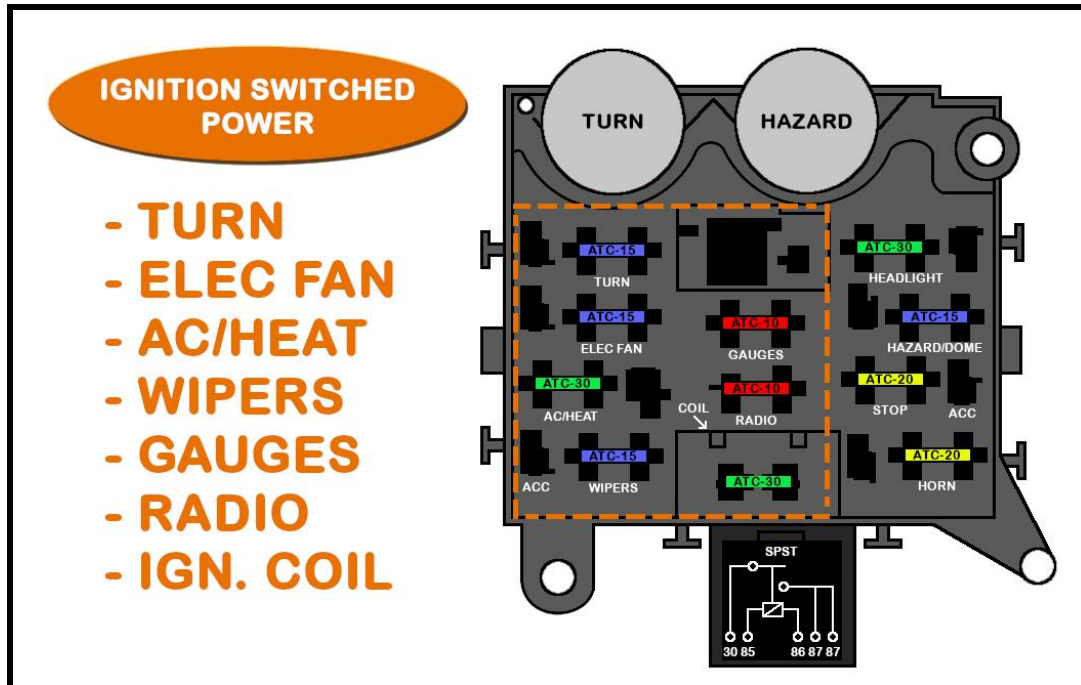 IGNITION SWITCHED
POWER
- TURN
- ELEC FAN
- AC/HEAT
- WIPERS
- GAUGES
- RADIO
- IGN. COIL
TURN
HAZARD
ATC-15
TURN
ATC-30
HEADLIGHT
ATC-15
ELEC FAN
ATC-10
GAUGES
ATC-15
HAZARD/DOME
ATC-30
AC/HEAT
ATC-10
RADIO
ATC-20
STOP
ACC
COIL
ATC-15
ACC
WIPERS
ATC-30
ATC-20
HORN
SPST
30 85 86 87 87